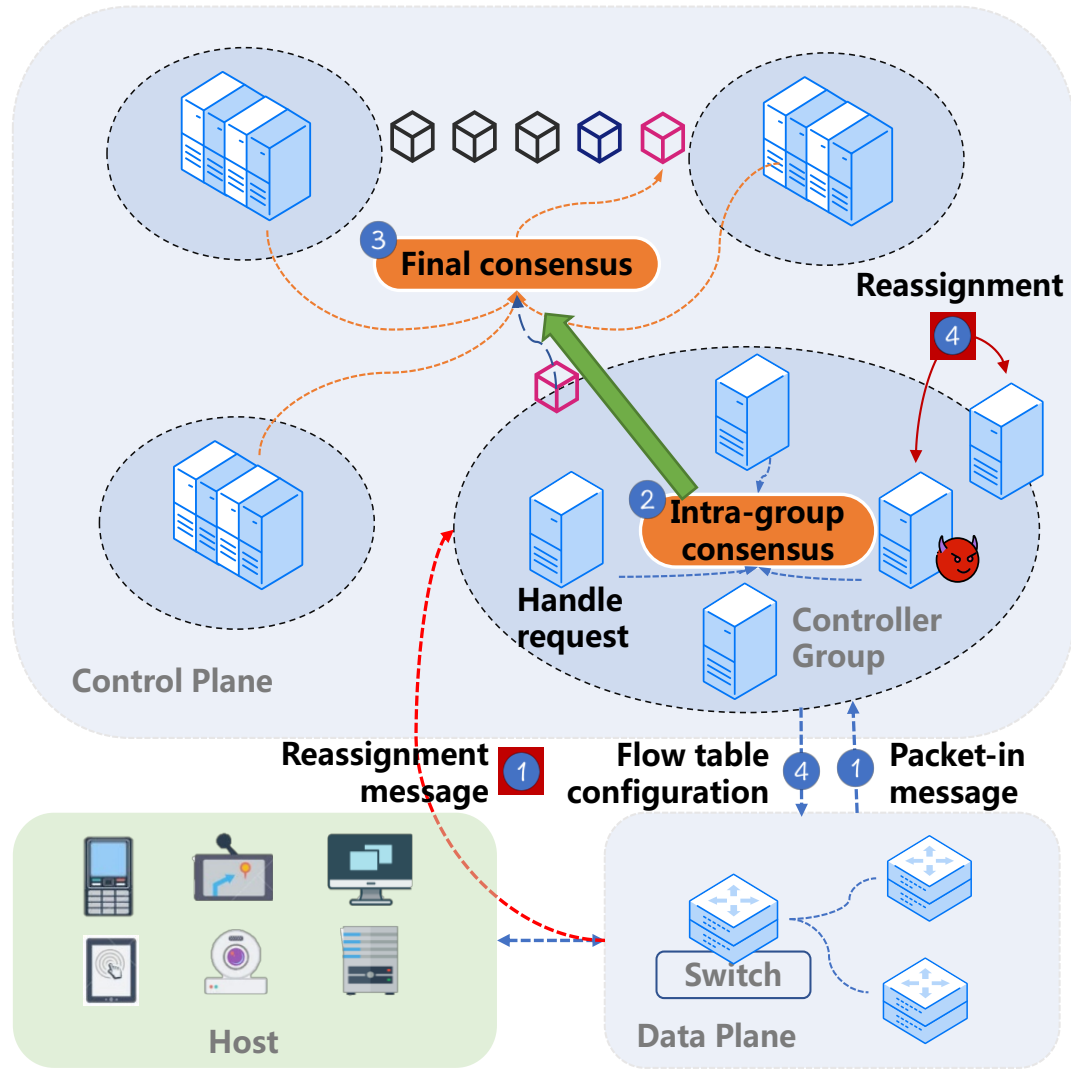 3
Final consensus
Reassignment
4
2
Intra-group
consensus
Handle
request
Controller
Group
Control Plane
Reassignment
message
1
Flow table
configuration
4
1
Packet-in
message
Switch
Host
Data Plane